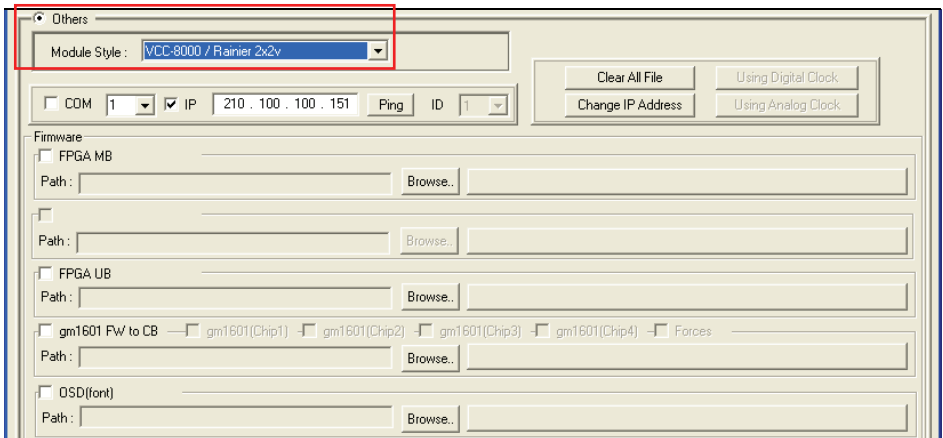 Others
Module Style : VCC-8000 / Rainier 2x2v
Clear All File Using Digital Clock
COM 1 IP 210 . 100 . 100 . 151 Ping ID 1 Change IP Address Using Analog Clock
Firmware
FPGA MB
Path : Browse..
Path : Browse..
FPGA UB
Path : Browse..
gm1601 FW to CB gm1601(Chip1) gm1601(Chip2) gm1601(Chip3) gm1601(Chip4) Forces
Path : Browse..
OSD(font)
Path : Browse..